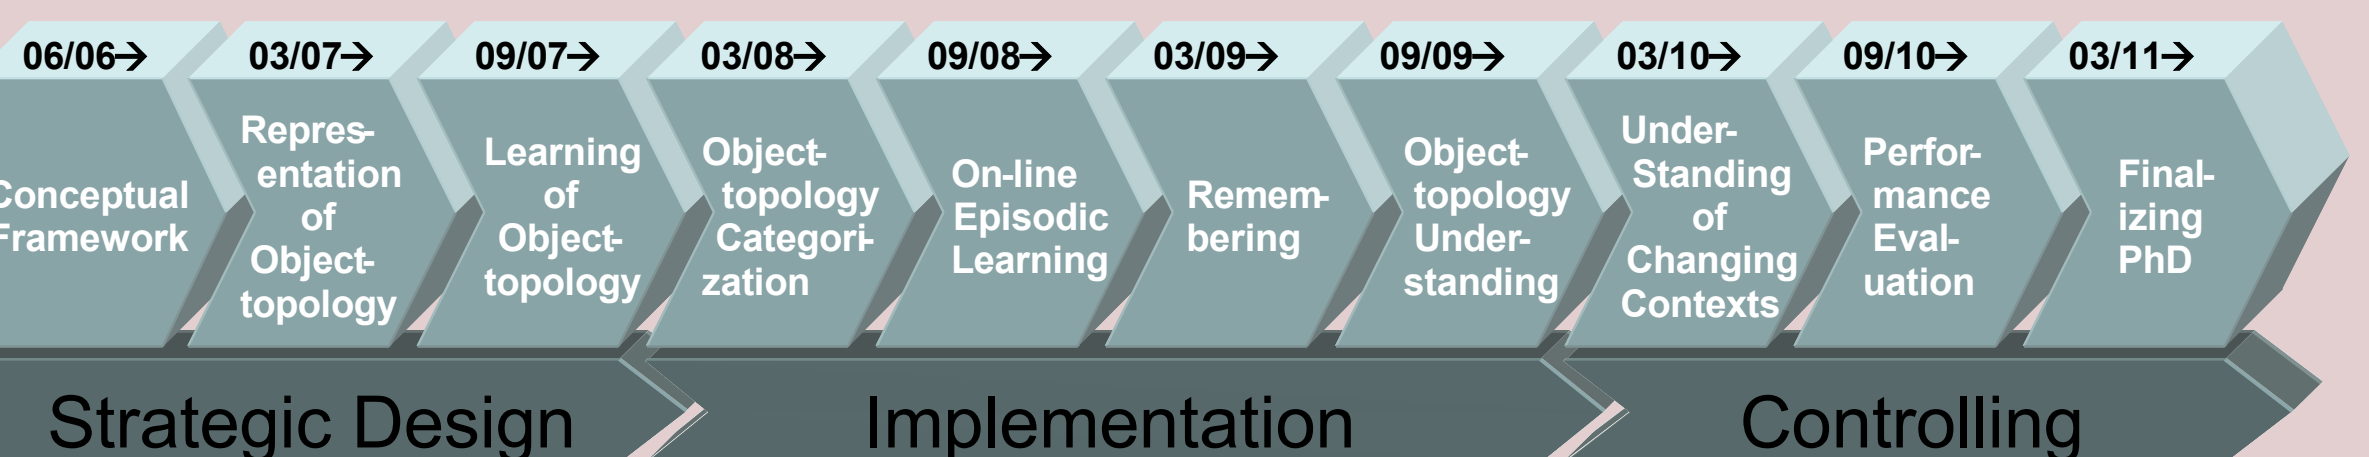 06/06→
03/07→
09/07→
03/08→
09/08→
03/09→
09/09→
03/10→
09/10→
03/11→
Conceptual
Framework
Repres-
entation
of
Object-
topology
Learning
of
Object-
topology
Object-
topology
Categori-
zation
On-line
Episodic
Learning
Remem-
bering
Object-
topology
Under-
standing
Under-
Standing
of
Changing
Contexts
Perfor-
mance
Eval-
uation
Final-
izing
PhD
Strategic Design
Implementation
Controlling